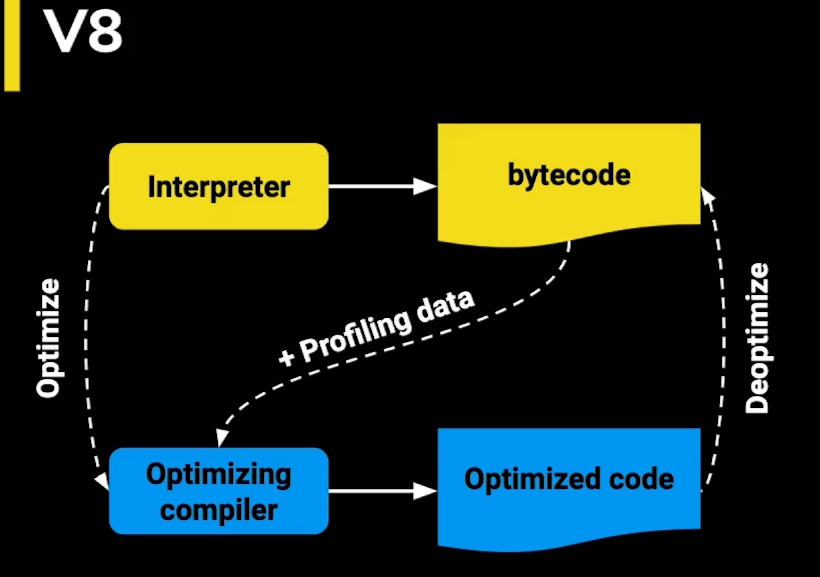 V8
Interpreter
bytecode
Optimize
+ Profiling data
Deoptimize
Optimizing
compiler
Optimized code